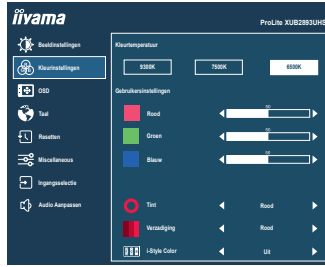 iiyama
ProLite XUB2893UHS
Beeldinstellingen
Kleurinstellingen
OSD
Taal
Resetten
Miscellaneous
Ingangsselectie
Audio Aanpassen
Kleurtemperatuur
9300K 7500K 6500K
Gebruikersinstellingen
Rood 50
Groen 50
Blauw 50
Tint Rood
Verzadiging Rood
i-Style Color Uit